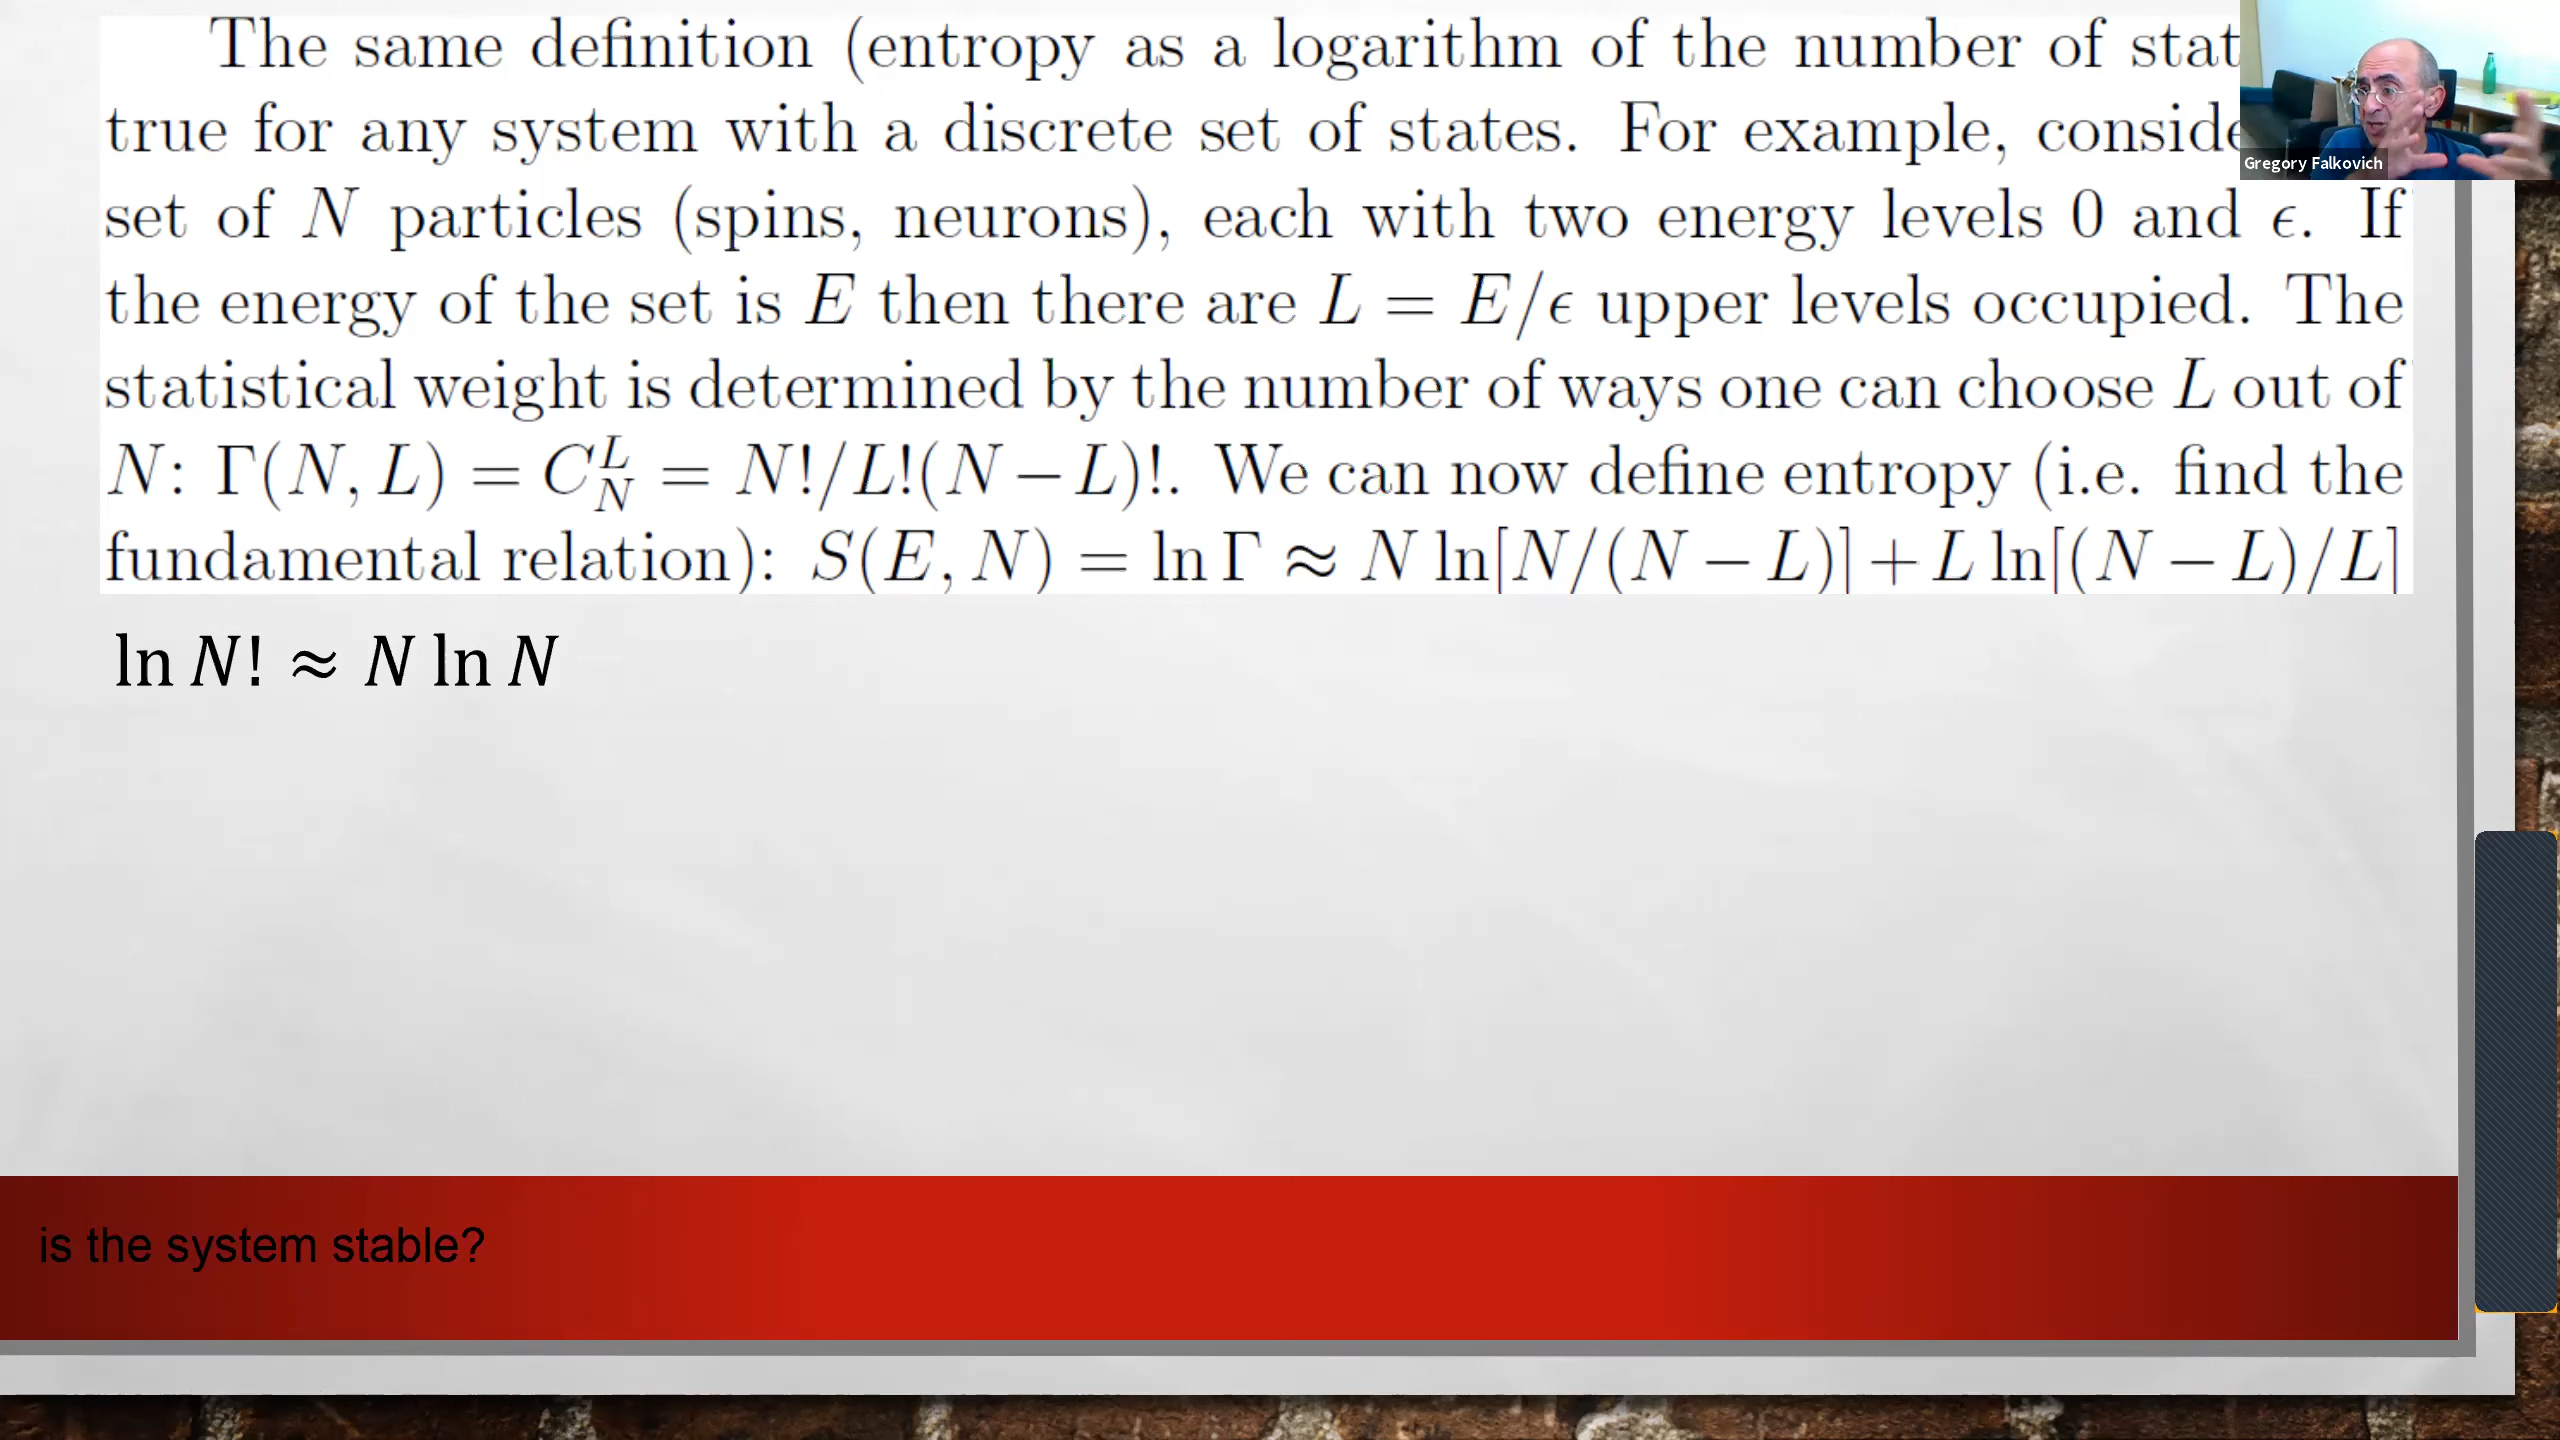 The same definition (entropy as a logarithm of the number of stat
true for any system with a discrete set of states. For example, conside
Gregory Falkovich
set of N particles (spins, neurons), each with two energy levels 0 and ϵ. If
the energy of the set is E then there are L = E/ϵ upper levels occupied. The
statistical weight is determined by the number of ways one can choose L out of
N: Γ(N, L) = C_N^L = N!/L!(N − L)!. We can now define entropy (i.e. find the
fundamental relation): S(E, N) = ln Γ ≈ N ln[N/(N − L)] + L ln[(N − L)/L]
ln N! ≈ N ln N
is the system stable?